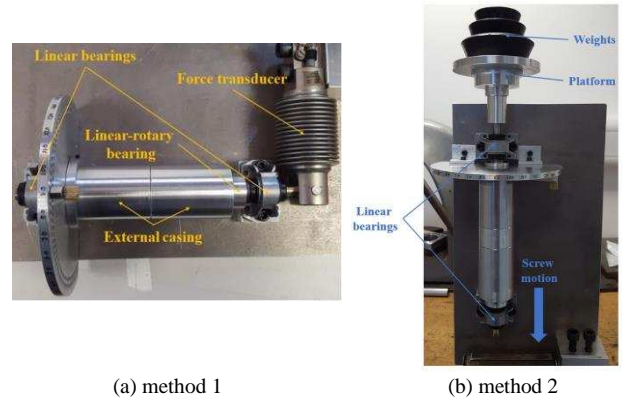 Linear bearings
Force transducer
Linear-rotary
bearing
External casing
Weights
Platform
Linear
bearings
Screw
motion
(a) method 1
(b) method 2